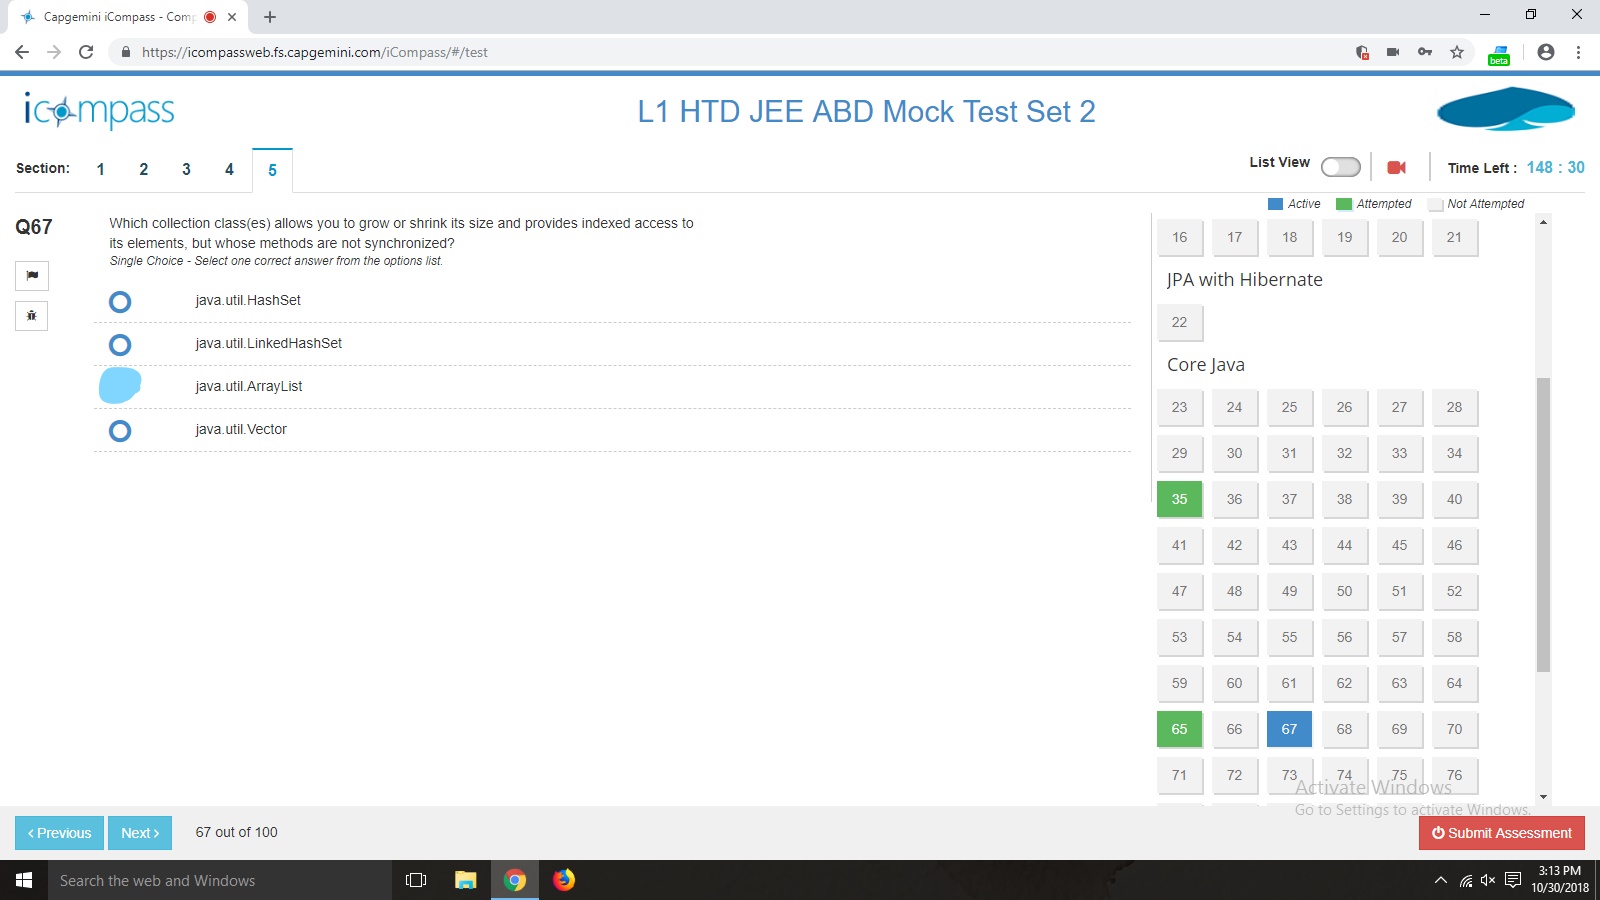 Capgemini iCompass - Comp
https://icompassweb.fs.capgemini.com/iCompass/#/test
beta
icompass
L1 HTD JEE ABD Mock Test Set 2
Section: 1 2 3 4 5
List View
Time Left : 148 : 30
Active Attempted Not Attempted
Q67
Which collection class(es) allows you to grow or shrink its size and provides indexed access to
its elements, but whose methods are not synchronized?
Single Choice - Select one correct answer from the options list.
java.util.HashSet
java.util.LinkedHashSet
java.util.ArrayList
java.util.Vector
16 17 18 19 20 21
JPA with Hibernate
22
Core Java
23 24 25 26 27 28
29 30 31 32 33 34
35 36 37 38 39 40
41 42 43 44 45 46
47 48 49 50 51 52
53 54 55 56 57 58
59 60 61 62 63 64
65 66 67 68 69 70
71 72 73 74 75 76
Activate Windows
Go to Settings to activate Windows.
‹ Previous Next › 67 out of 100
Submit Assessment
Search the web and Windows
3:13 PM
10/30/2018